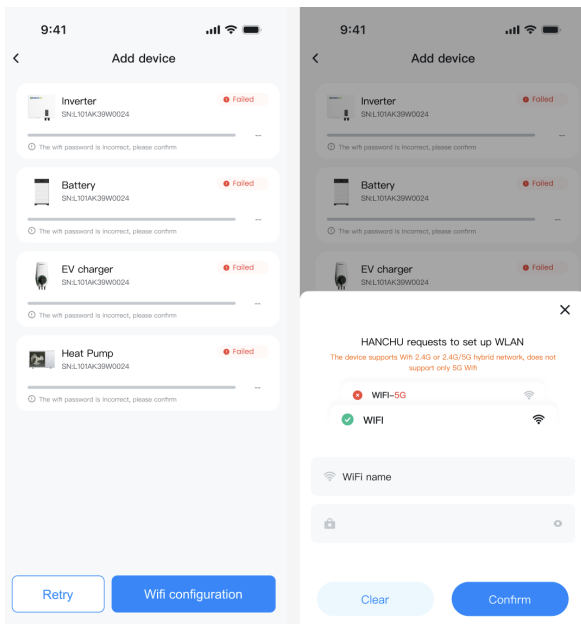 9:41
Add device
Inverter
Failed
SN:L101AK39W0024
--
The wifi password is incorrect, please confirm
Battery
Failed
SN:L101AK39W0024
--
The wifi password is incorrect, please confirm
EV charger
Failed
SN:L101AK39W0024
--
The wifi password is incorrect, please confirm
Heat Pump
Failed
SN:L101AK39W0024
--
The wifi password is incorrect, please confirm
Retry
Wifi configuration
9:41
Add device
Inverter
Failed
SN:L101AK39W0024
--
The wifi password is incorrect, please confirm
Battery
Failed
SN:L101AK39W0024
--
The wifi password is incorrect, please confirm
EV charger
Failed
SN:L101AK39W0024
HANCHU requests to set up WLAN
The device supports Wifi 2.4G or 2.4G/5G hybrid network, does not
support only 5G Wifi
WIFI-5G
WIFI
WiFi name
Clear
Confirm